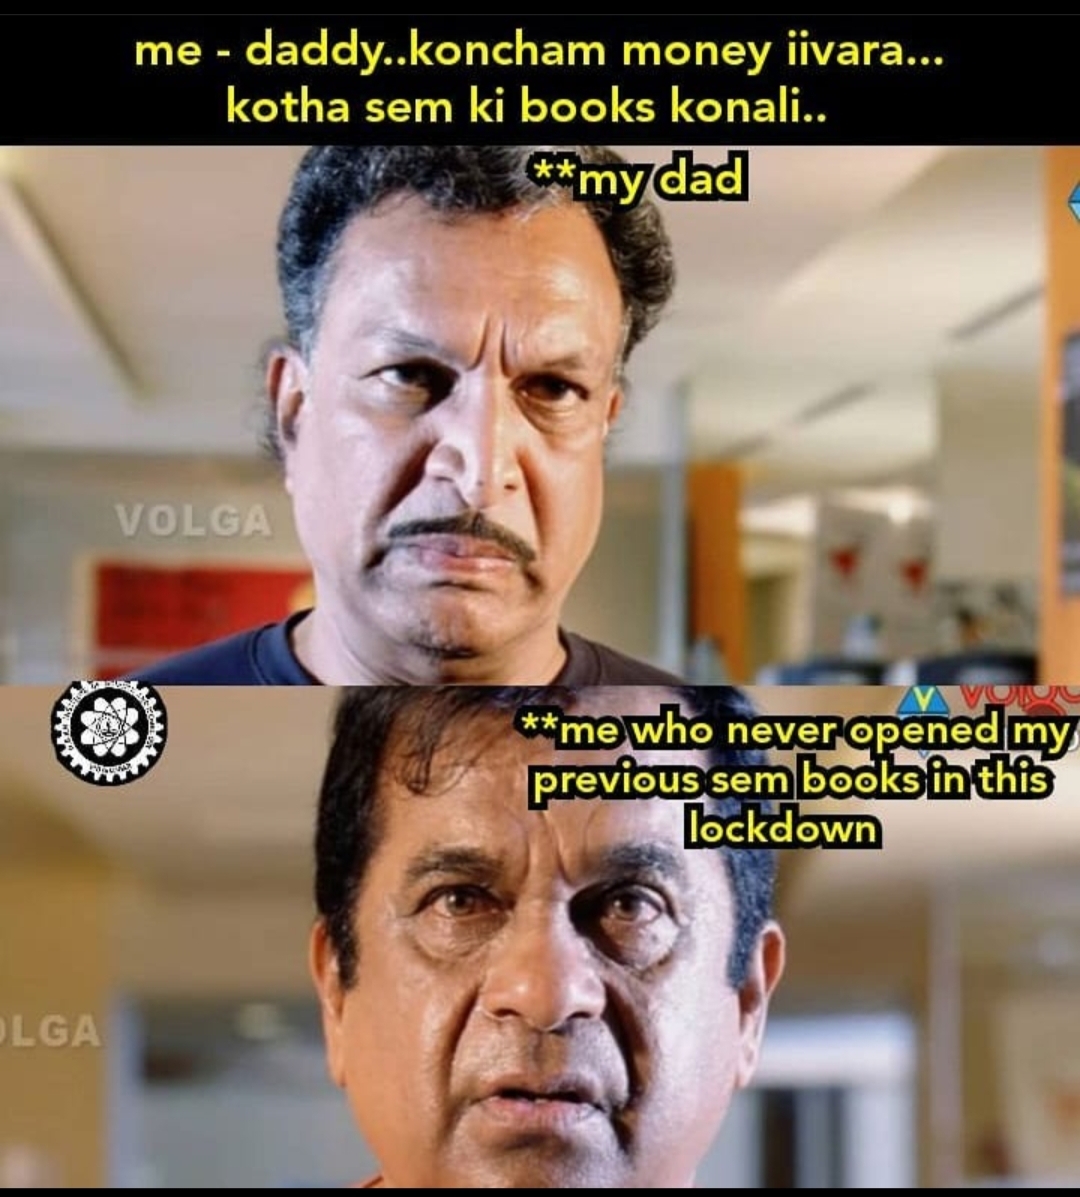 me - daddy..koncham money iivara...
kotha sem ki books konali..
**my dad
VOLGA
**me who never opened my
previous sem books in this
lockdown
OLGA